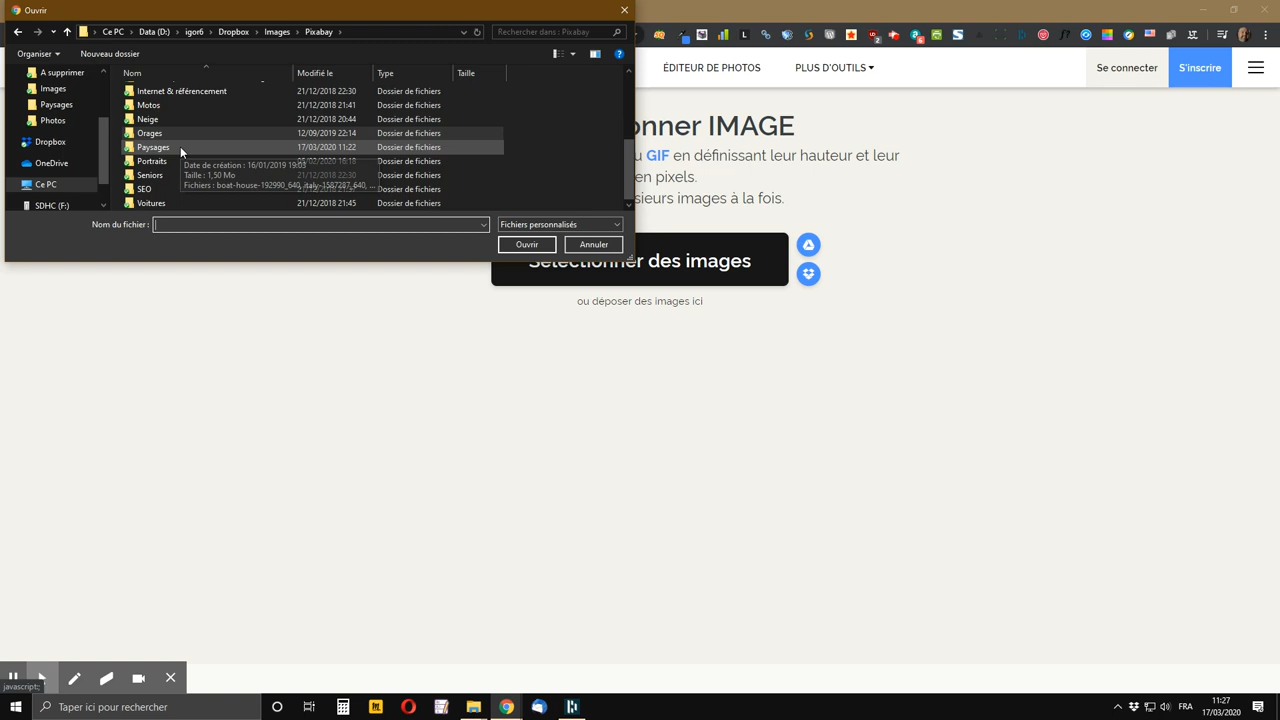 Ouvrir
Ce PC > Data (D:) > igor6 > Dropbox > Images > Pixabay >
Rechercher dans : Pixabay
Organiser
Nouveau dossier
ÉDITEUR DE PHOTOS
PLUS D'OUTILS
Se connecter
S'inscrire
Nom
Modifié le
Type
Taille
A supprimer
Images
Paysages
Photos
Dropbox
OneDrive
Ce PC
SDHC (F:)
Internet & référencement 21/12/2018 22:30 Dossier de fichiers
Motos 21/12/2018 21:41 Dossier de fichiers
Neige 21/12/2018 20:44 Dossier de fichiers
Orages 12/09/2019 22:14 Dossier de fichiers
Paysages 17/03/2020 11:22 Dossier de fichiers
Portraits Dossier de fichiers
Seniors Dossier de fichiers
SEO Dossier de fichiers
Voitures 21/12/2018 21:45 Dossier de fichiers
Date de création : 16/01/2019 19:03
Taille : 1,50 Mo
Fichiers : boat-house-192990_640, italy-1587287_640, ...
Nom du fichier :
Fichiers personnalisés
Ouvrir
Annuler
onner IMAGE
u GIF en définissant leur hauteur et leur
en pixels.
sieurs images à la fois.
Sélectionner des images
ou déposer des images ici
javascript:;
Taper ici pour rechercher
FRA
11:27
17/03/2020